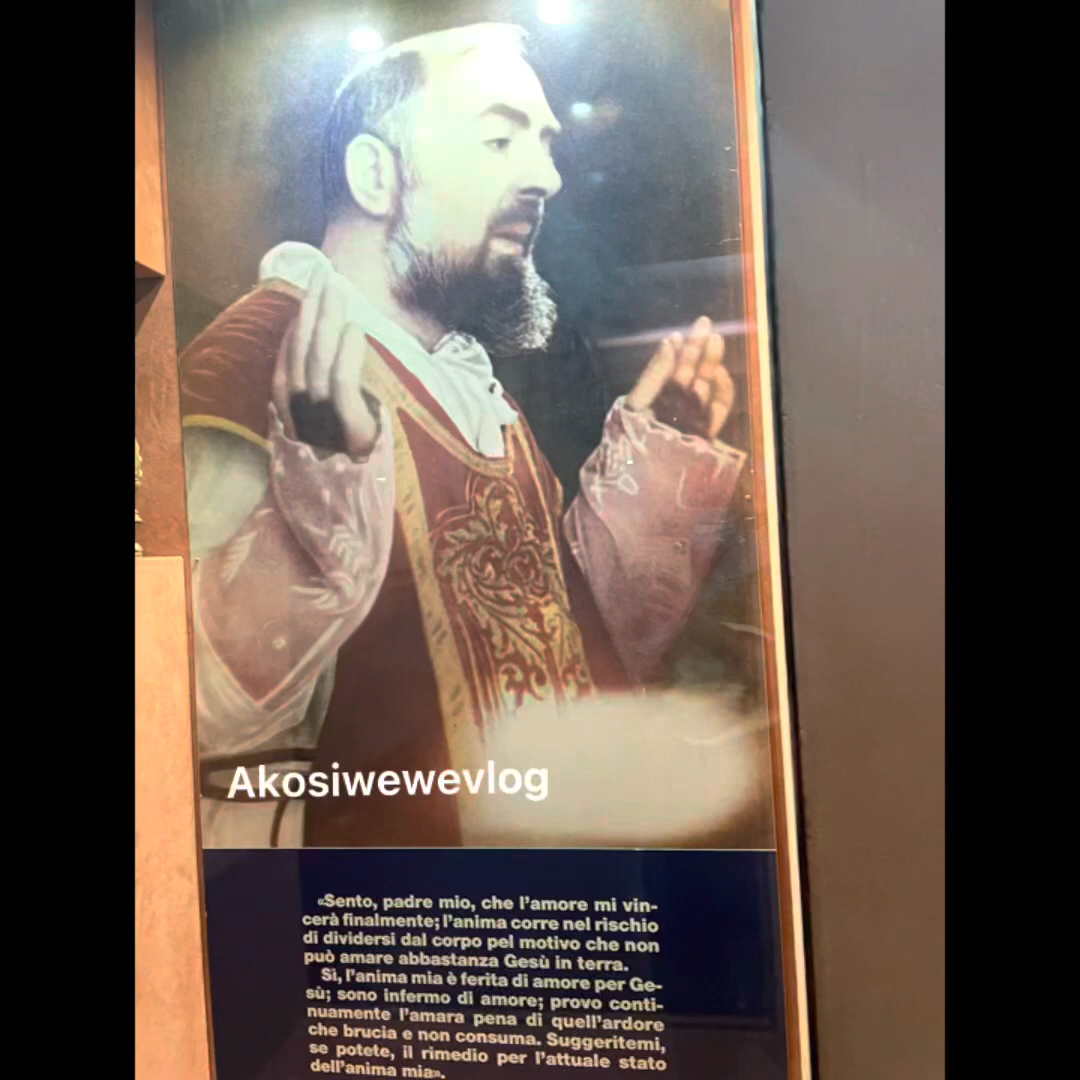 Akosiwewevlog
«Sento, padre mio, che l'amore mi vin-
cerà finalmente; l'anima corre nel rischio
di dividersi dal corpo pel motivo che non
può amare abbastanza Gesù in terra.
Sì, l'anima mia è ferita di amore per Ge-
sù; sono infermo di amore; provo conti-
nuamente l'amara pena di quell'ardore
che brucia e non consuma. Suggeritemi,
se potete, il rimedio per l'attuale stato
dell'anima mia».